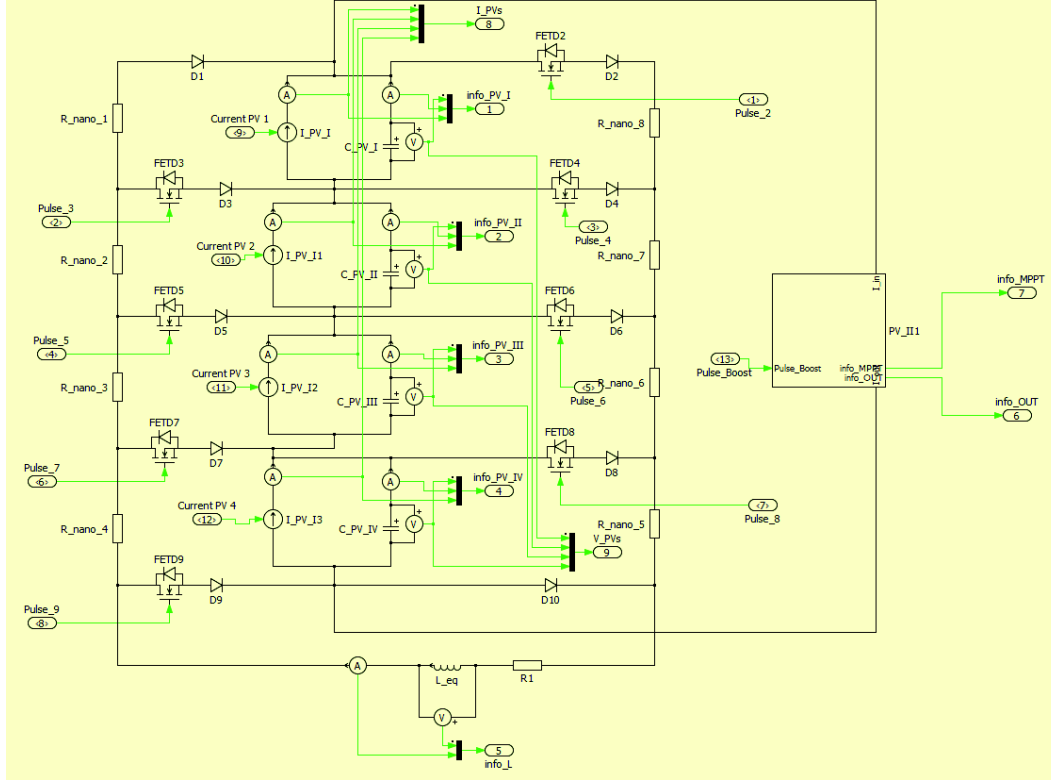 I_PVs
8
FETD2
D1
D2
A
A
info_PV_I
1
<1>
Pulse_2
R_nano_1
Current PV 1
<9>
I_PV_I
C_PV_I
+
V
+
R_nano_8
FETD3
D3
FETD4
D4
Pulse_3
<2>
A
A
info_PV_II
2
<3>
Pulse_4
R_nano_2
Current PV 2
<10>
I_PV_I1
C_PV_II
+
V
+
R_nano_7
I_in
info_MPPT
7
FETD5
D5
FETD6
D6
PV_II1
Pulse_5
<4>
A
A
info_PV_III
3
<13>
Pulse_Boost
Pulse_Boost
info_MPPT
info_OUT
R_nano_3
Current PV 3
<11>
I_PV_I2
C_PV_III
+
V
+
<5>
Pulse_6
R_nano_6
info_OUT
6
FETD7
D7
FETD8
D8
Pulse_7
<6>
A
A
info_PV_IV
4
<7>
Pulse_8
R_nano_4
Current PV 4
<12>
I_PV_I3
C_PV_IV
+
V
+
R_nano_5
V_PVs
9
FETD9
D9
D10
Pulse_9
<8>
A
L_eq
R1
V
+
5
info_L